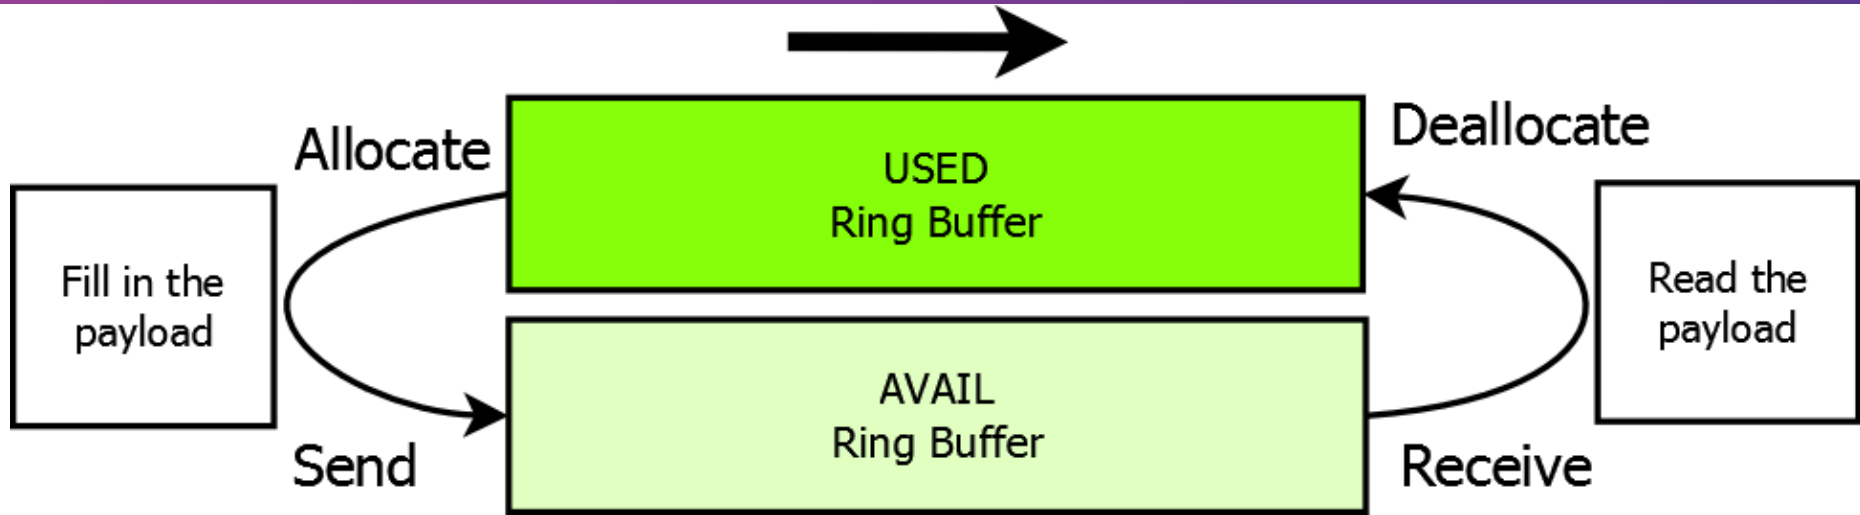 Allocate
Deallocate
USED
Ring Buffer
Fill in the
payload
Read the
payload
AVAIL
Ring Buffer
Send
Receive